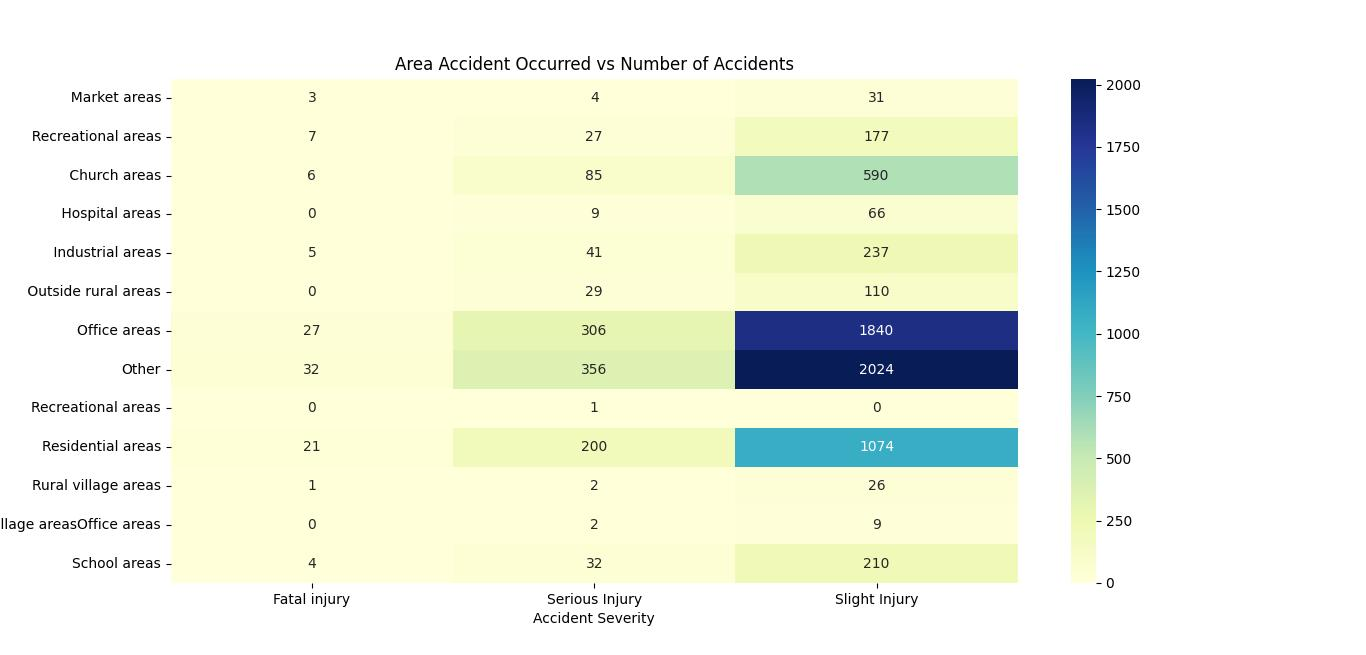 Area Accident Occurred vs Number of Accidents
Market areas 3 4 31
Recreational areas 7 27 177
Church areas 6 85 590
Hospital areas 0 9 66
Industrial areas 5 41 237
Outside rural areas 0 29 110
Office areas 27 306 1840
Other 32 356 2024
Recreational areas 0 1 0
Residential areas 21 200 1074
Rural village areas 1 2 26
llage areasOffice areas 0 2 9
School areas 4 32 210
Fatal injury Serious Injury Slight Injury
Accident Severity
2000
1750
1500
1250
1000
750
500
250
0